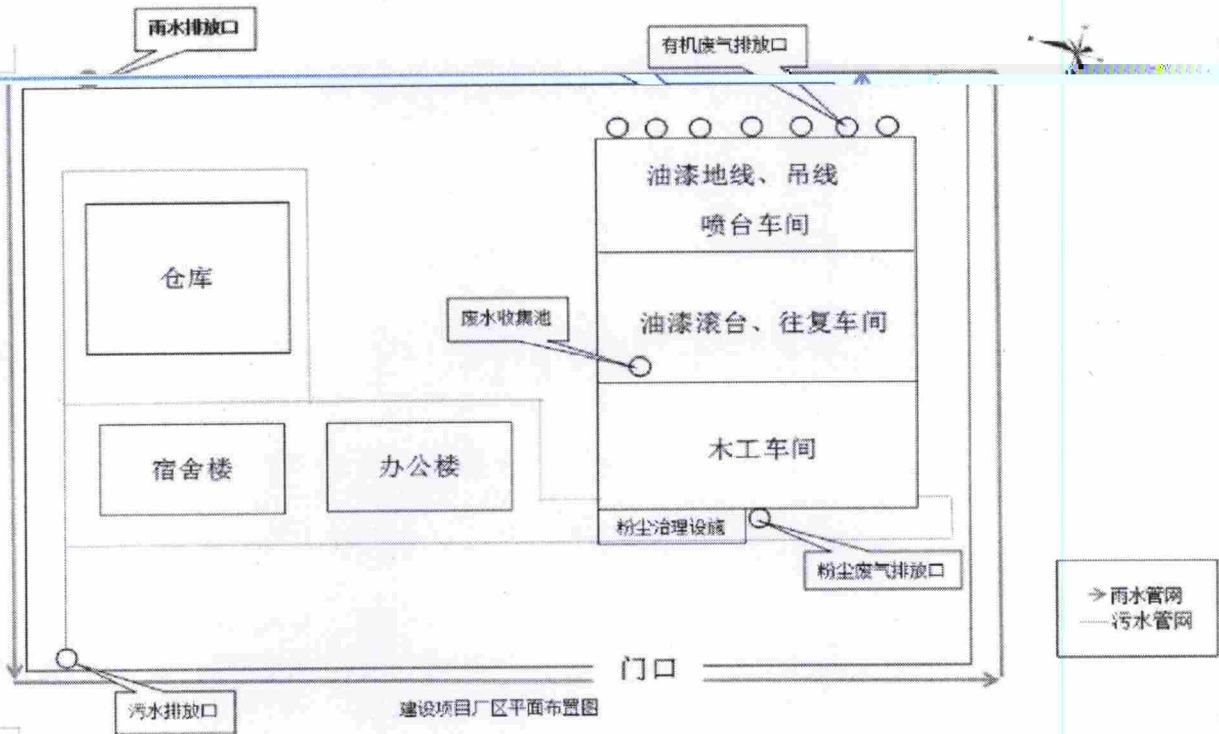 雨水排放口
有机废气排放口
油漆地线、吊线
喷台车间
仓库
废水收集池
油漆滚台、往复车间
木工车间
宿舍楼
办公楼
粉尘治理设施
粉尘废气排放口
雨水管网
污水管网
门口
污水排放口
建设项目厂区平面布置图